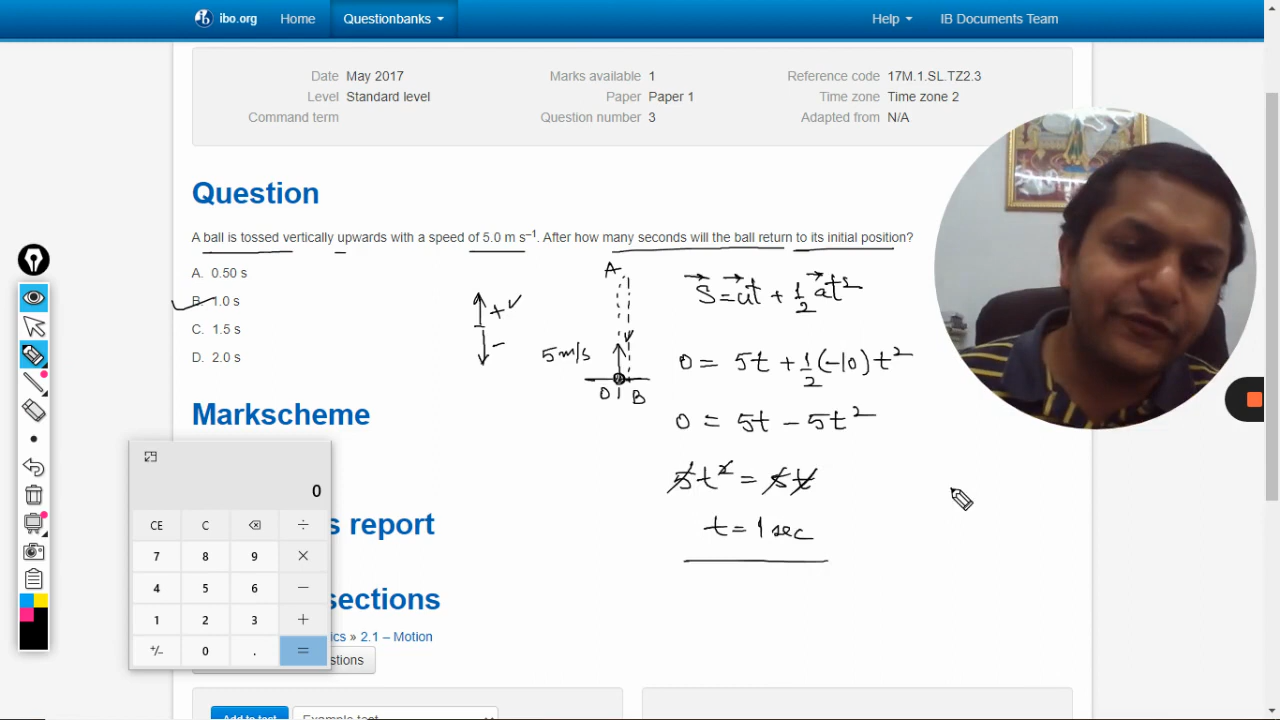 ibo.org Home Questionbanks Help IB Documents Team
Date May 2017 Marks available 1 Reference code 17M.1.SL.TZ2.3
Level Standard level Paper Paper 1 Time zone Time zone 2
Command term Question number 3 Adapted from N/A
Question
A ball is tossed vertically upwards with a speed of 5.0 m s⁻¹. After how many seconds will the ball return to its initial position?
A. 0.50 s
B. 1.0 s
C. 1.5 s
D. 2.0 s
+
−
A
5 m/s
O B
S = ut + 1/2 at²
0 = 5t + 1/2 (−10) t²
0 = 5t − 5t²
5t² = 5t
t = 1 sec
Markscheme
0
CE C ÷
7 8 9 ×
4 5 6 −
1 2 3 +
+/− 0 . =
s report
sections
ics » 2.1 – Motion
stions
Add to test Example test